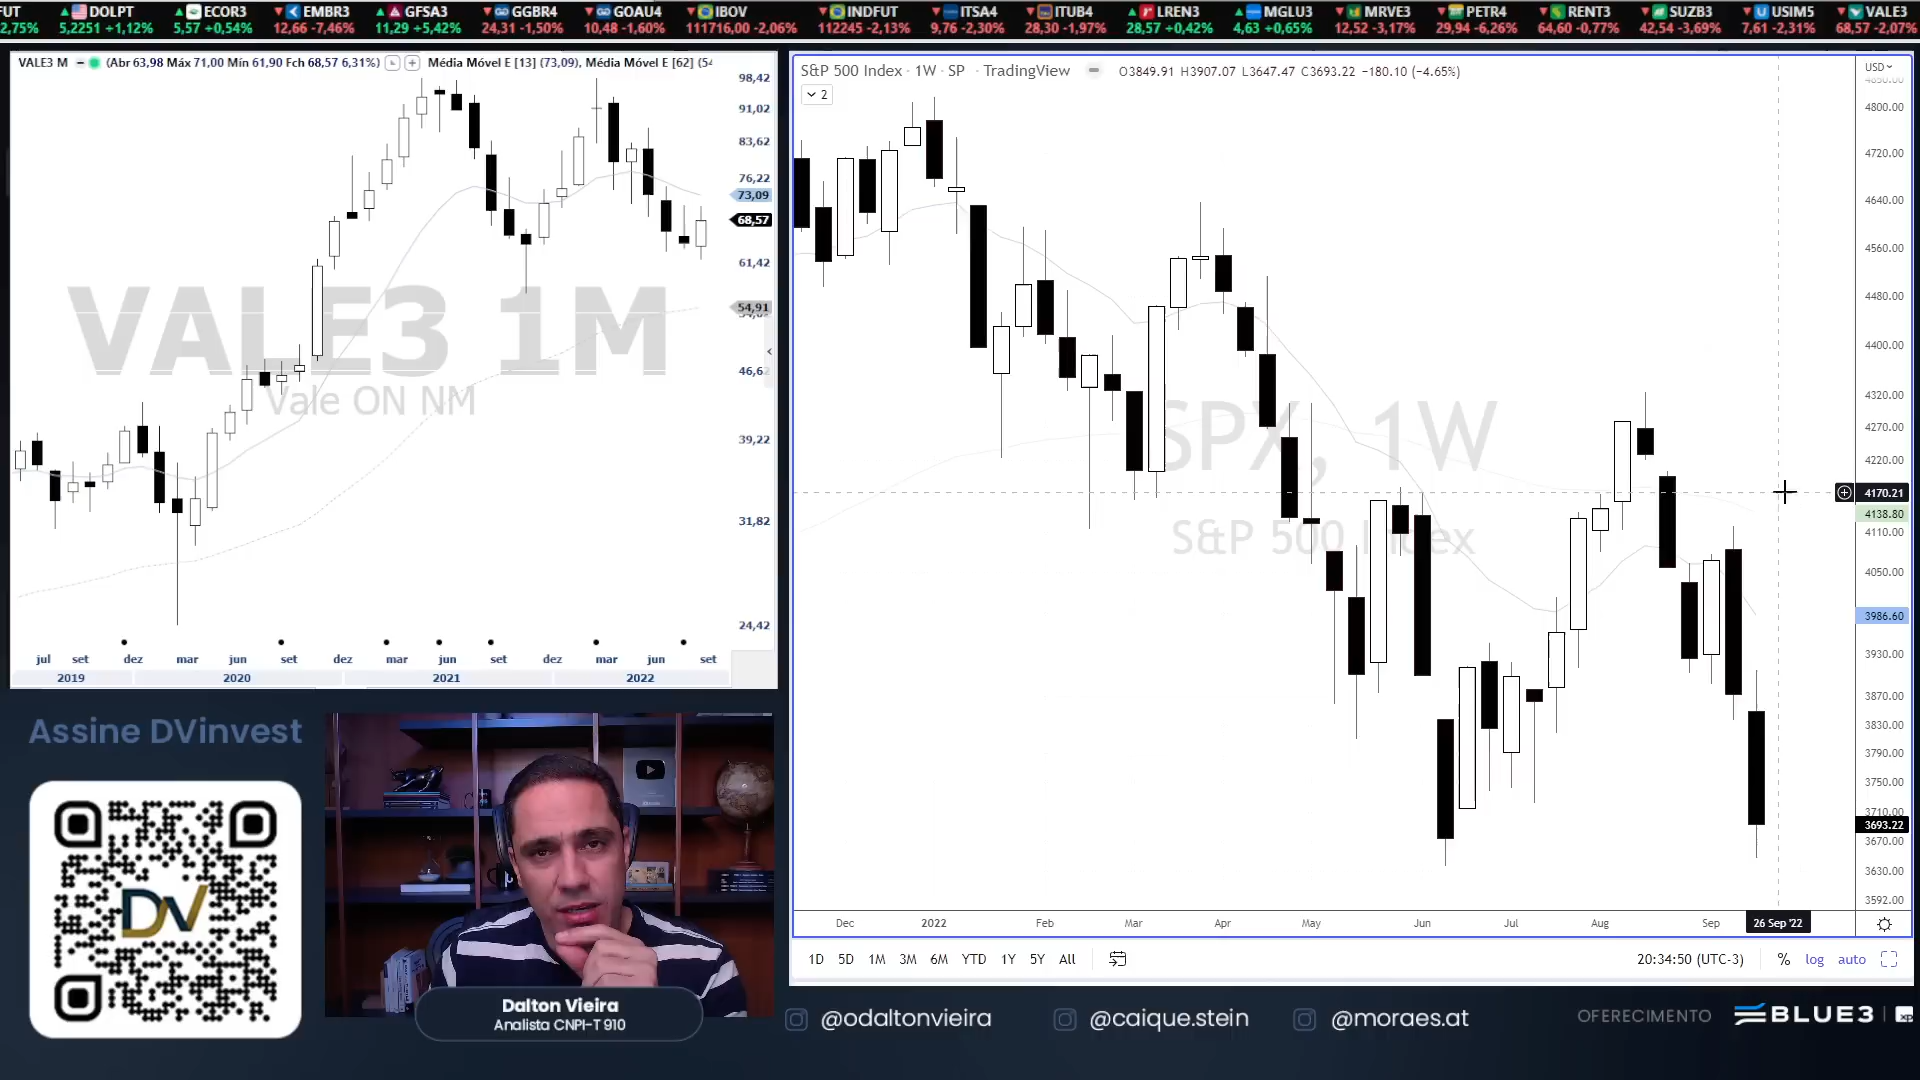 FUT DOLPT ECOR3 EMBR3 GFSA3 GGBR4 GOAU4 IBOV INDFUT ITSA4 ITUB4 LREN3 MGLU3 MRVE3 PETR4 RENT3 SUZB3 USIM5 VALE3
2,75% 5,2251 +1,12% 5,57 +0,54% 12,66 -7,46% 11,29 +5,42% 24,31 -1,50% 10,48 -1,60% 111716,00 -2,06% 112245 -2,13% 9,76 -2,30% 28,30 -1,97% 28,57 +0,42% 4,63 +0,65% 12,52 -3,17% 29,94 -6,26% 64,60 -0,77% 42,54 -3,69% 7,61 -2,31% 68,57 -2,07%
VALE3 M (Abr 63,98 Máx 71,00 Mín 61,90 Fch 68,57 6,31%) Média Móvel E [13] (73,09), Média Móvel E [62] (54
98,42
91,02
83,62
76,22
73,09
68,57
61,42
54,91
46,6
39,22
31,82
24,42
VALE3 1M
Vale ON NM
jul set dez mar jun set dez mar jun set dez mar jun set
2019 2020 2021 2022
S&P 500 Index · 1W · SP · TradingView O3849.91 H3907.07 L3647.47 C3693.22 −180.10 (−4.65%)
2
USD
4800.00
4720.00
4640.00
4560.00
4480.00
4400.00
4320.00
4270.00
4220.00
4170.21
4138.80
4110.00
4050.00
3986.60
3930.00
3870.00
3830.00
3790.00
3750.00
3710.00
3693.22
3670.00
3630.00
3592.00
SPX, 1W
S&P 500 Index
Dec 2022 Feb Mar Apr May Jun Jul Aug Sep 26 Sep '22
1D 5D 1M 3M 6M YTD 1Y 5Y All
20:34:50 (UTC-3) % log auto
Assine DVinvest
DV
Dalton Vieira
Analista CNPI-T 910
@odaltonvieira @caique.stein @moraes.at
OFERECIMENTO BLUE3 xp